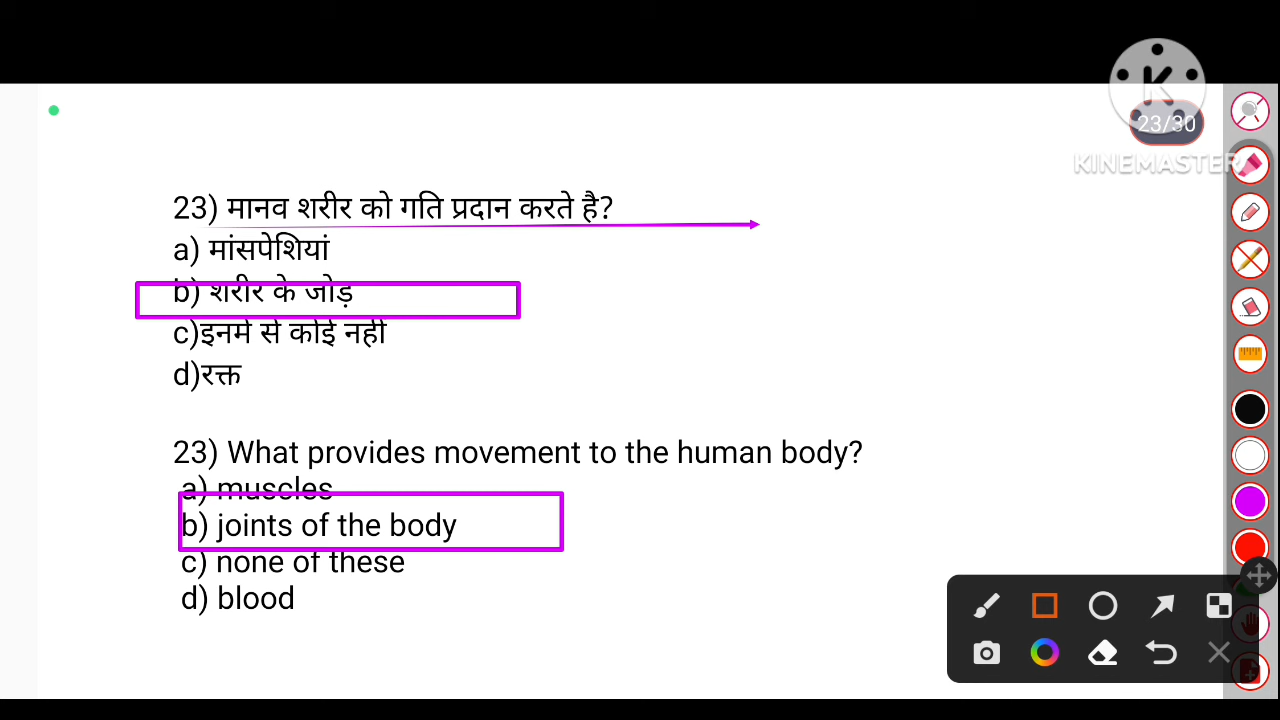 23/30
KINEMASTER
23) मानव शरीर को गति प्रदान करते है?
a) मांसपेशियां
b) शरीर के जोड़
c)इनमे से कोई नही
d)रक्त
23) What provides movement to the human body?
a) muscles
b) joints of the body
c) none of these
d) blood